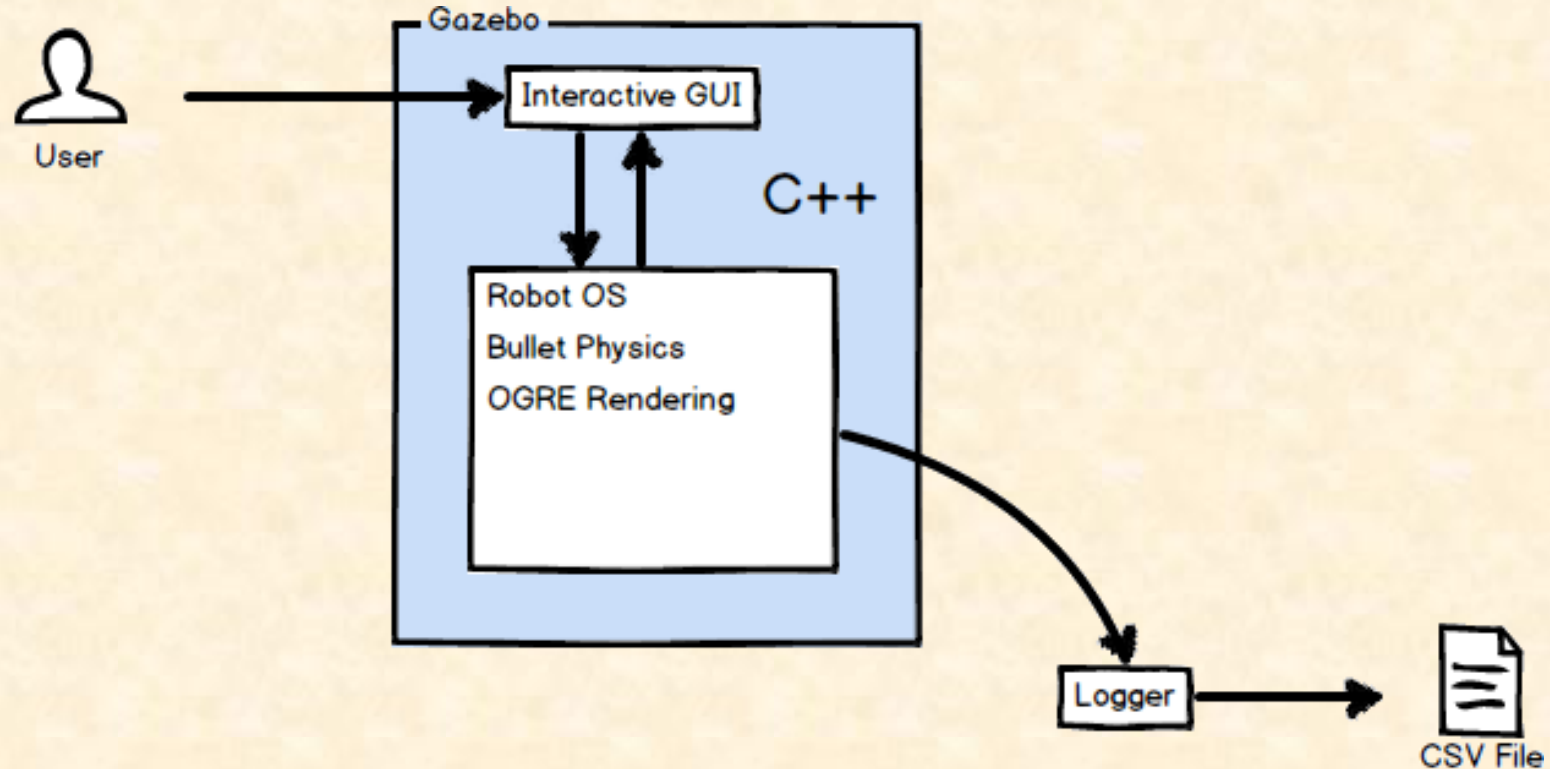 Gazebo
User
Interactive GUI
C++
Robot OS
Bullet Physics
OGRE Rendering
Logger
CSV File